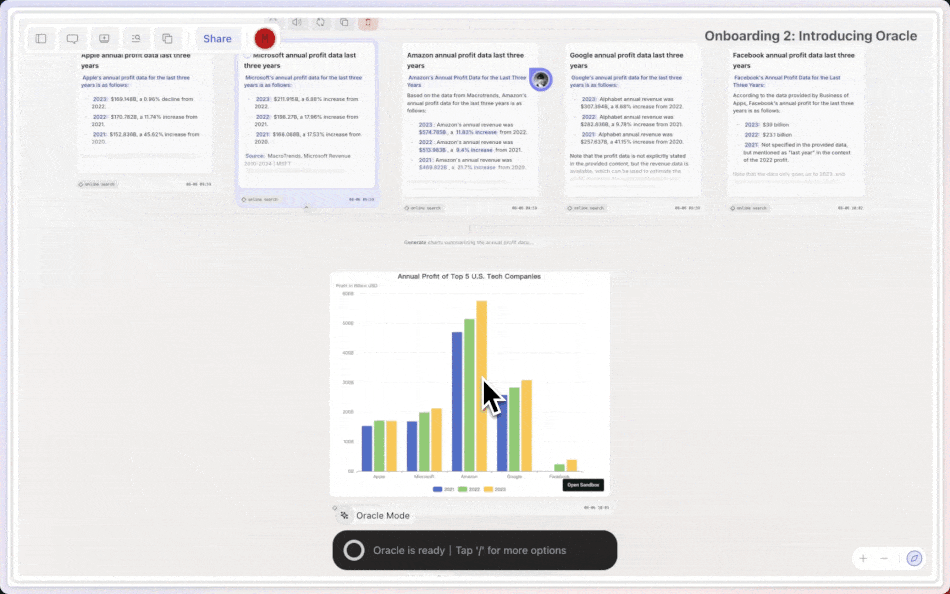 Share
Onboarding 2: Introducing Oracle
Apple annual profit data last three
years
Apple's annual profit data for the last three
years is as follows:
2023: $169.148B, a 0.96% decline from
2022.
2022: $170.782B, a 11.74% increase from
2021.
2021: $152.836B, a 45.62% increase from
2020.
online search
Microsoft annual profit data last
three years
Microsoft's annual profit data for the last three
years is as follows:
2023: $211.915B, a 6.88% increase from
2022.
2022: $198.27B, a 17.96% increase from
2021.
2021: $168.088B, a 17.53% increase from
2020.
Source: MacroTrends, Microsoft Revenue
2010-2024 | MSFT
online search
Amazon annual profit data last three
years
Amazon's Annual Profit Data for the Last Three
Years
Based on the data from Macrotrends, Amazon's
annual profit data for the last three years is as
follows:
2023: Amazon's annual revenue was
$574.785B, a 11.83% increase from 2022.
2022: Amazon's annual revenue was
$513.983B, a 9.4% increase from 2021.
2021: Amazon's annual revenue was
$469.822B, a 21.7% increase from 2020.
online search
Google annual profit data last three
years
Google's annual profit data for the last three
years is as follows:
2023: Alphabet annual revenue was
2022: Alphabet annual revenue was
$282.836B, a 9.78% increase from 2021.
2021: Alphabet annual revenue was
$257.637B, a 41.15% increase from 2020.
Note that the profit data is not explicitly stated
in the provided content, but the revenue data is
available, which can be used to estimate the
online search
Facebook annual profit data last
three years
Facebook's Annual Profit Data for the Last
Three Years:
According to the data provided by Business of
Apps, Facebook's annual profit for the last three
years is as follows:
2023: $39 billion
2022: $23.1 billion
2021: Not specified in the provided data,
but mentioned as "last year" in the context
of the 2022 profit.
Note that the data only goes up to 2023, and
online search
Generate charts summarizing the annual profit data...
Annual Profit of Top 5 U.S. Tech Companies
Profit in Billion USD
Apple
Microsoft
Amazon
Google
Facebook
2021
2022
2023
Open Sandbox
Oracle Mode
Oracle is ready | Tap '/' for more options